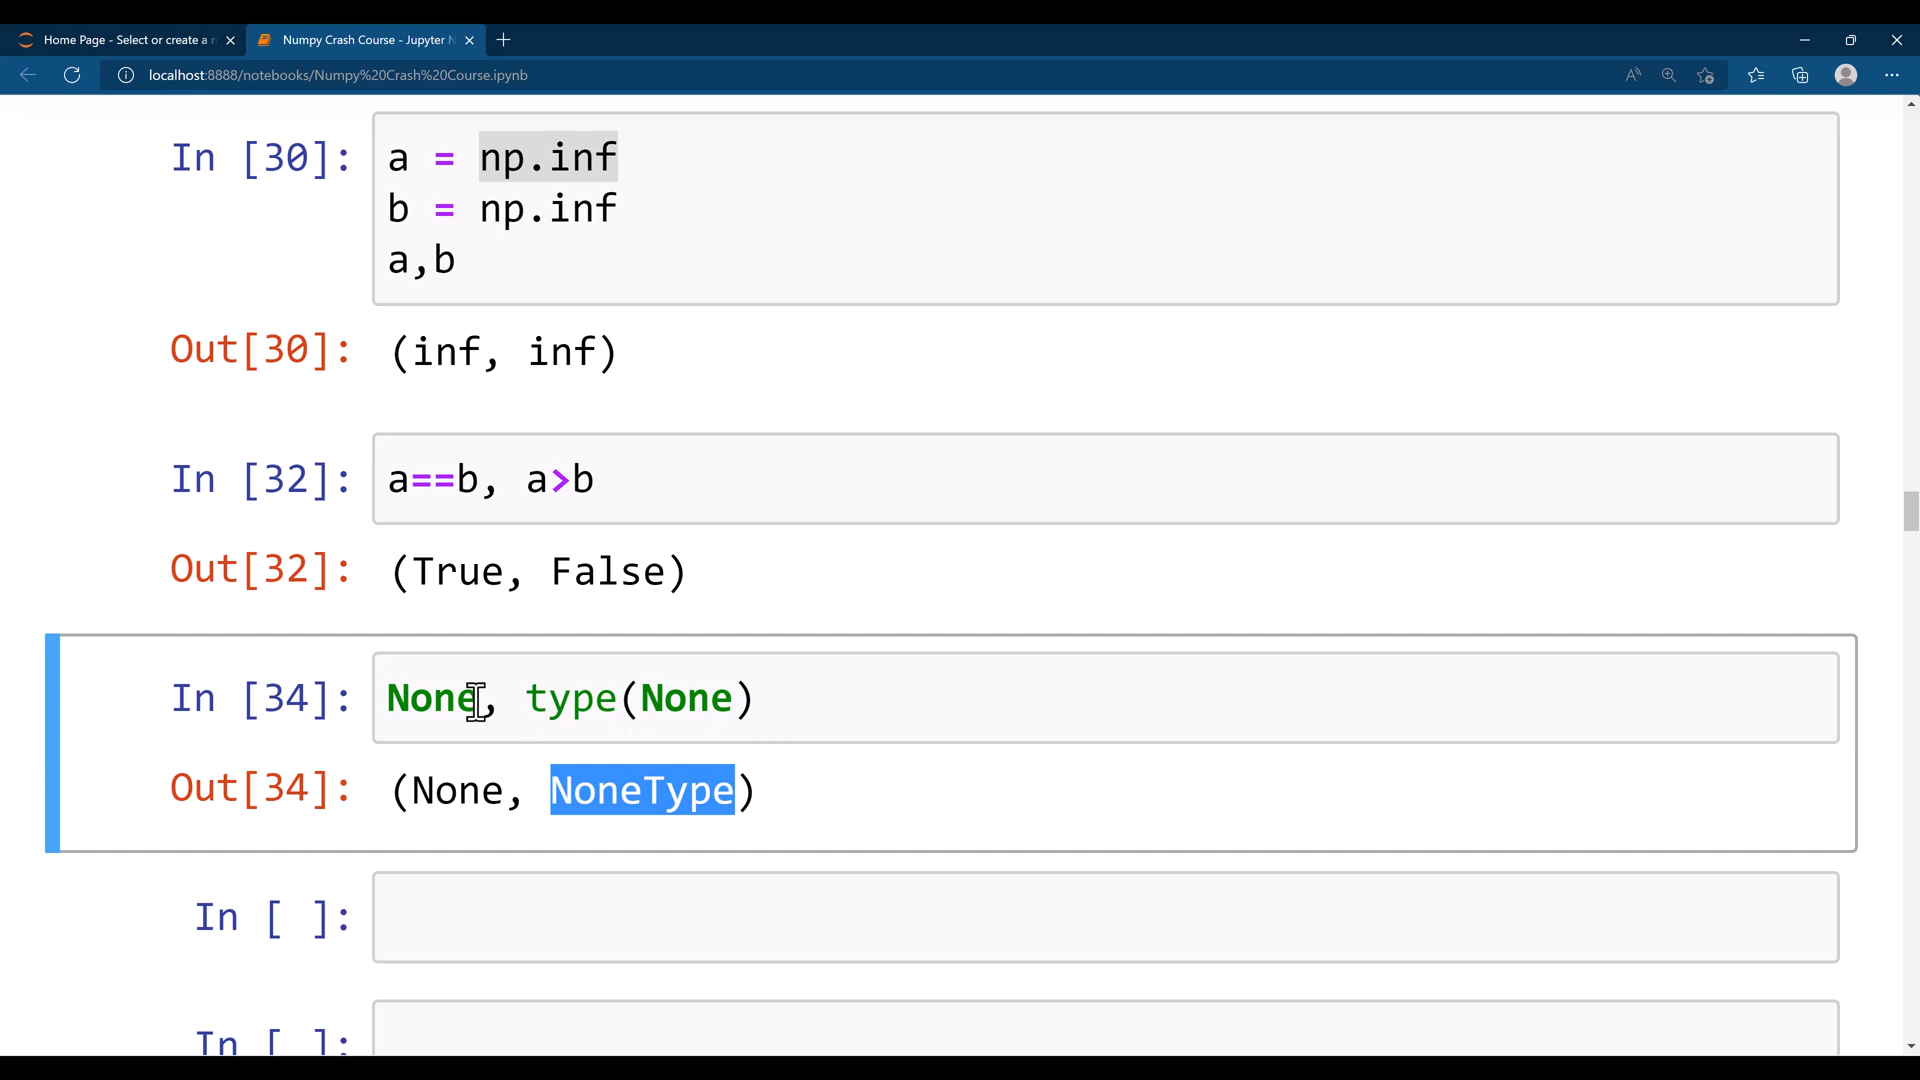 Home Page - Select or create a n
Numpy Crash Course - Jupyter N
localhost:8888/notebooks/Numpy%20Crash%20Course.ipynb
In [30]: a = np.inf
b = np.inf
a,b
Out[30]: (inf, inf)
In [32]: a==b, a>b
Out[32]: (True, False)
In [34]: None, type(None)
Out[34]: (None, NoneType)
In [ ]:
In [ ]: